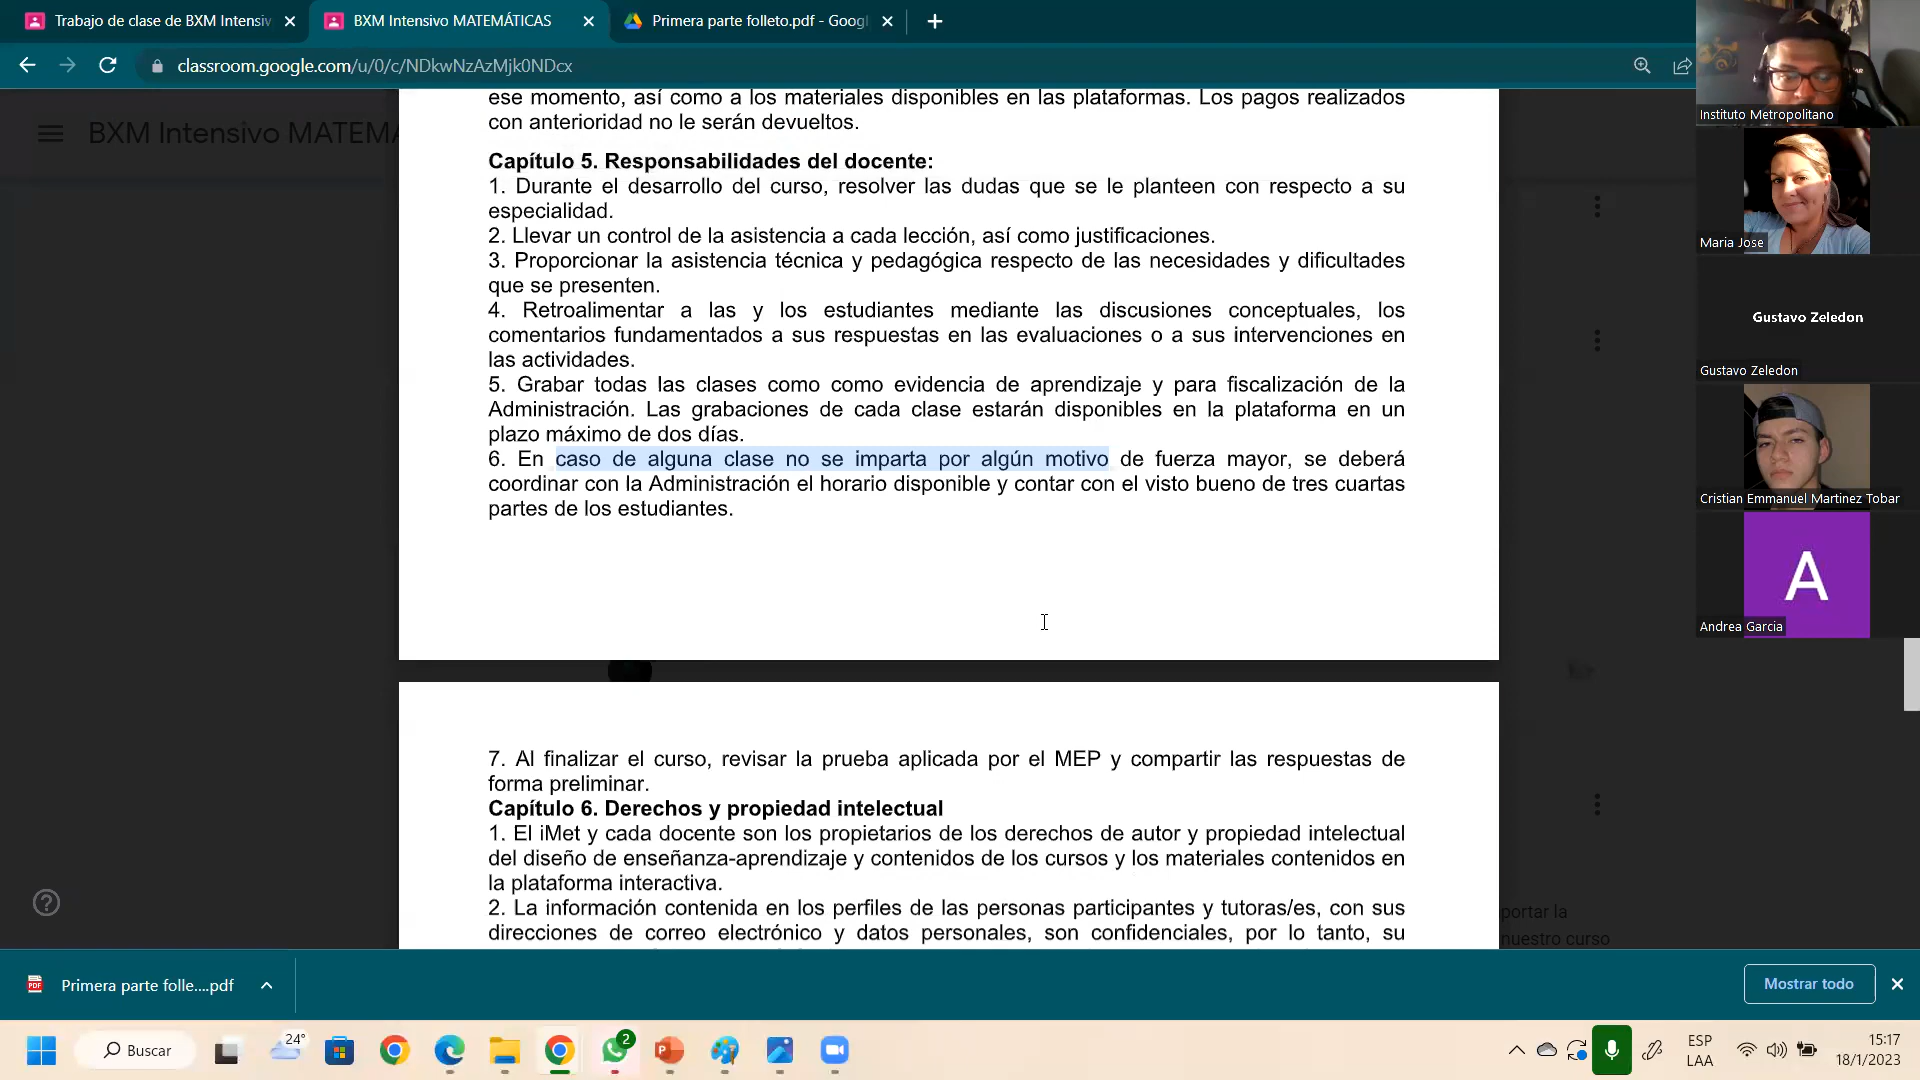 Trabajo de clase de BXM Intensiv
BXM Intensivo MATEMÁTICAS
Primera parte folleto.pdf - Googl
classroom.google.com/u/0/c/NDkwNzAzMjk0NDcx
BXM Intensivo MATEMÁ
ese momento, así como a los materiales disponibles en las plataformas. Los pagos realizados
con anterioridad no le serán devueltos.
Capítulo 5. Responsabilidades del docente:
1. Durante el desarrollo del curso, resolver las dudas que se le planteen con respecto a su
especialidad.
2. Llevar un control de la asistencia a cada lección, así como justificaciones.
3. Proporcionar la asistencia técnica y pedagógica respecto de las necesidades y dificultades
que se presenten.
4. Retroalimentar a las y los estudiantes mediante las discusiones conceptuales, los
comentarios fundamentados a sus respuestas en las evaluaciones o a sus intervenciones en
las actividades.
5. Grabar todas las clases como como evidencia de aprendizaje y para fiscalización de la
Administración. Las grabaciones de cada clase estarán disponibles en la plataforma en un
plazo máximo de dos días.
6. En caso de alguna clase no se imparta por algún motivo de fuerza mayor, se deberá
coordinar con la Administración el horario disponible y contar con el visto bueno de tres cuartas
partes de los estudiantes.
7. Al finalizar el curso, revisar la prueba aplicada por el MEP y compartir las respuestas de
forma preliminar.
Capítulo 6. Derechos y propiedad intelectual
1. El iMet y cada docente son los propietarios de los derechos de autor y propiedad intelectual
del diseño de enseñanza-aprendizaje y contenidos de los cursos y los materiales contenidos en
la plataforma interactiva.
2. La información contenida en los perfiles de las personas participantes y tutoras/es, con sus
direcciones de correo electrónico y datos personales, son confidenciales, por lo tanto, su
portar la
nuestro curso
Instituto Metropolitano
Maria Jose
Gustavo Zeledon
Gustavo Zeledon
Cristian Emmanuel Martinez Tobar
A
Andrea Garcia
PDF
Primera parte folle....pdf
Mostrar todo
Buscar
24°
2
ESP
LAA
15:17
18/1/2023